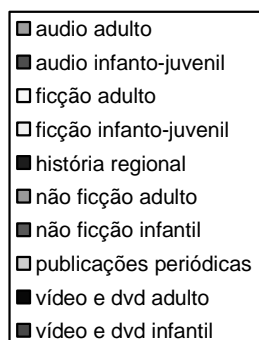 audio adulto
audio infanto-juvenil
ficção adulto
ficção infanto-juvenil
história regional
não ficção adulto
não ficção infantil
publicações periódicas
vídeo e dvd adulto
vídeo e dvd infantil